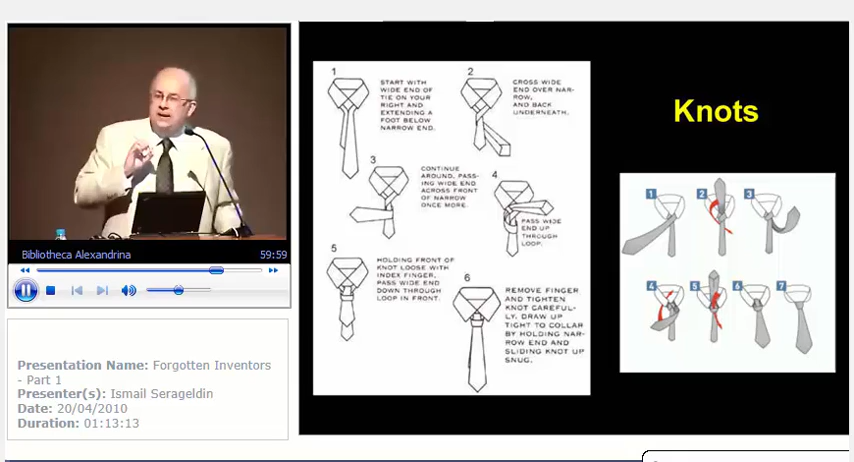 Bibliotheca Alexandrina 59:59
Presentation Name: Forgotten Inventors
- Part 1
Presenter(s): Ismail Serageldin
Date: 20/04/2010
Duration: 01:13:13
1
START WITH
WIDE END OF
TIE ON YOUR
RIGHT AND
EXTENDING A
FOOT BELOW
NARROW END.
2
CROSS WIDE
END OVER NAR-
ROW,
AND BACK
UNDERNEATH.
3
CONTINUE
AROUND, PASS-
ING WIDE END
ACROSS FRONT
OF NARROW
ONCE MORE.
4
PASS WIDE
END UP
THROUGH
LOOP.
5
HOLDING FRONT OF
KNOT LOOSE WITH
INDEX FINGER,
PASS WIDE END
DOWN THROUGH
LOOP IN FRONT.
6
REMOVE FINGER
AND TIGHTEN
KNOT CAREFUL-
LY. DRAW UP
TIGHT TO COLLAR
BY HOLDING NAR-
ROW END AND
SLIDING KNOT UP
SNUG.
Knots
1 2 3
4 5 6 7